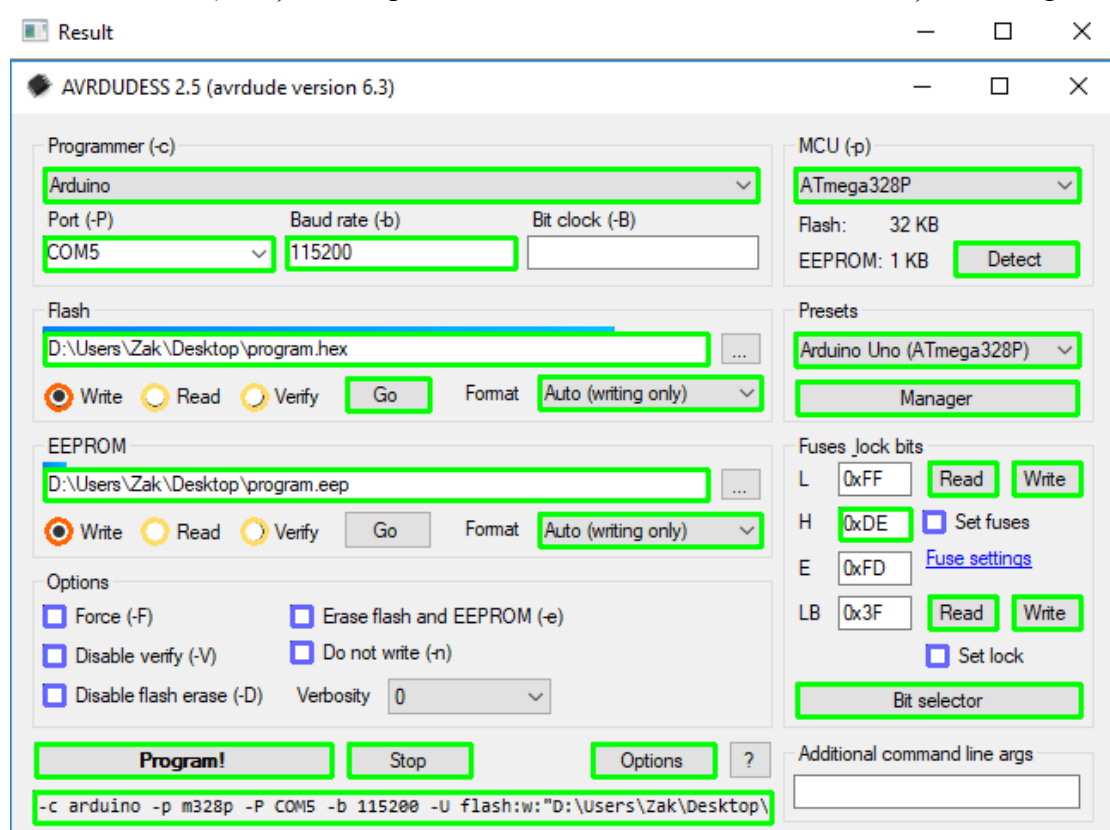 Result
AVRDUDESS 2.5 (avrdude version 6.3)
Programmer (-c)
Arduino
Port (-P) Baud rate (-b) Bit clock (-B)
COM5 115200
MCU (-p)
ATmega328P
Flash: 32 KB
EEPROM: 1 KB Detect
Flash
D:\Users\Zak\Desktop\program.hex ...
Write Read Verify Go Format Auto (writing only)
Presets
Arduino Uno (ATmega328P)
Manager
EEPROM
D:\Users\Zak\Desktop\program.eep ...
Write Read Verify Go Format Auto (writing only)
Fuses _lock bits
L 0xFF Read Write
H 0xDE Set fuses
E 0xFD Fuse settings
LB 0x3F Read Write
Set lock
Bit selector
Options
Force (-F) Erase flash and EEPROM (-e)
Disable verify (-V) Do not write (-n)
Disable flash erase (-D) Verbosity 0
Program! Stop Options ?
Additional command line args
-c arduino -p m328p -P COM5 -b 115200 -U flash:w:"D:\Users\Zak\Desktop\